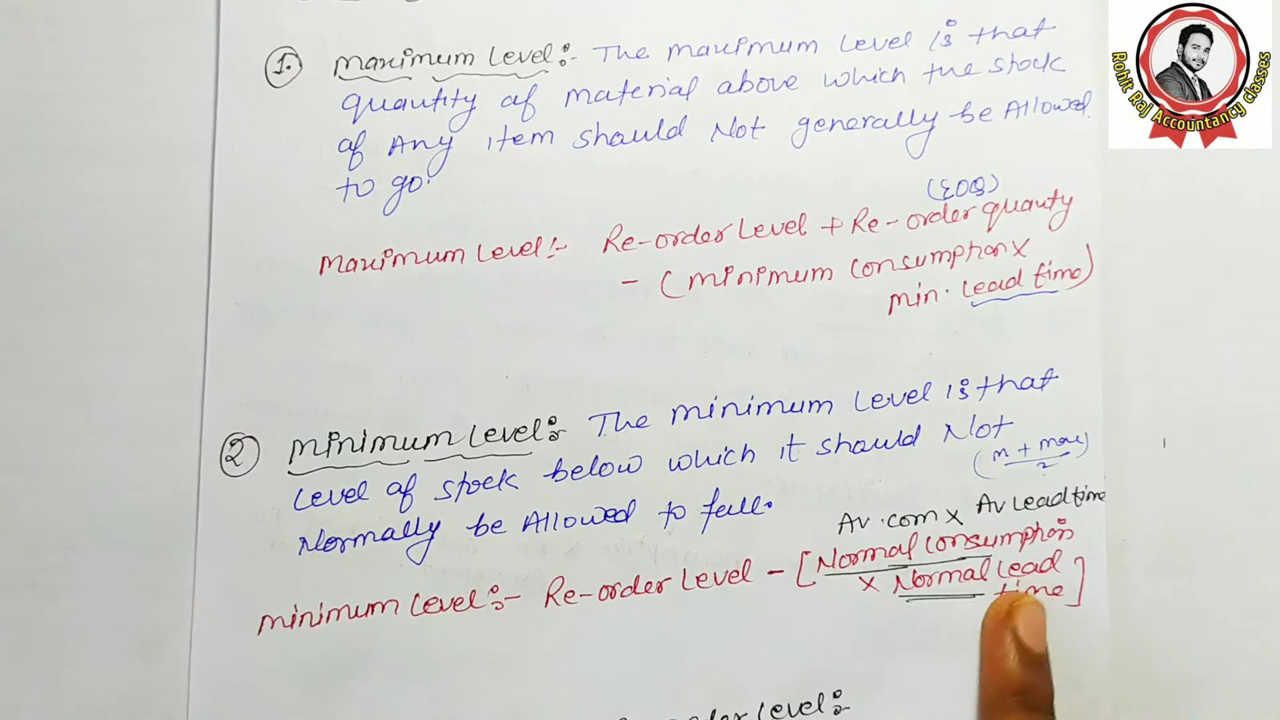 1. Maximum Level:- The maximum Level is that
quantity of material above which the stock
of Any item should Not generally be Allowed
to go.
(EOQ)
Maximum Level:- Re-order Level + Re-order quanty
- (minimum consumption x
min. Lead time)
2 Minimum Level:- The minimum Level is that
Level of stock below which it should Not
Normally be Allowed to fall.
(m + max/2)
Av.com x Av Lead time
minimum Level:- Re-order Level - [Normal consumption
x Normal Lead
time]
Level:-
Rohit Raj Accountancy classes